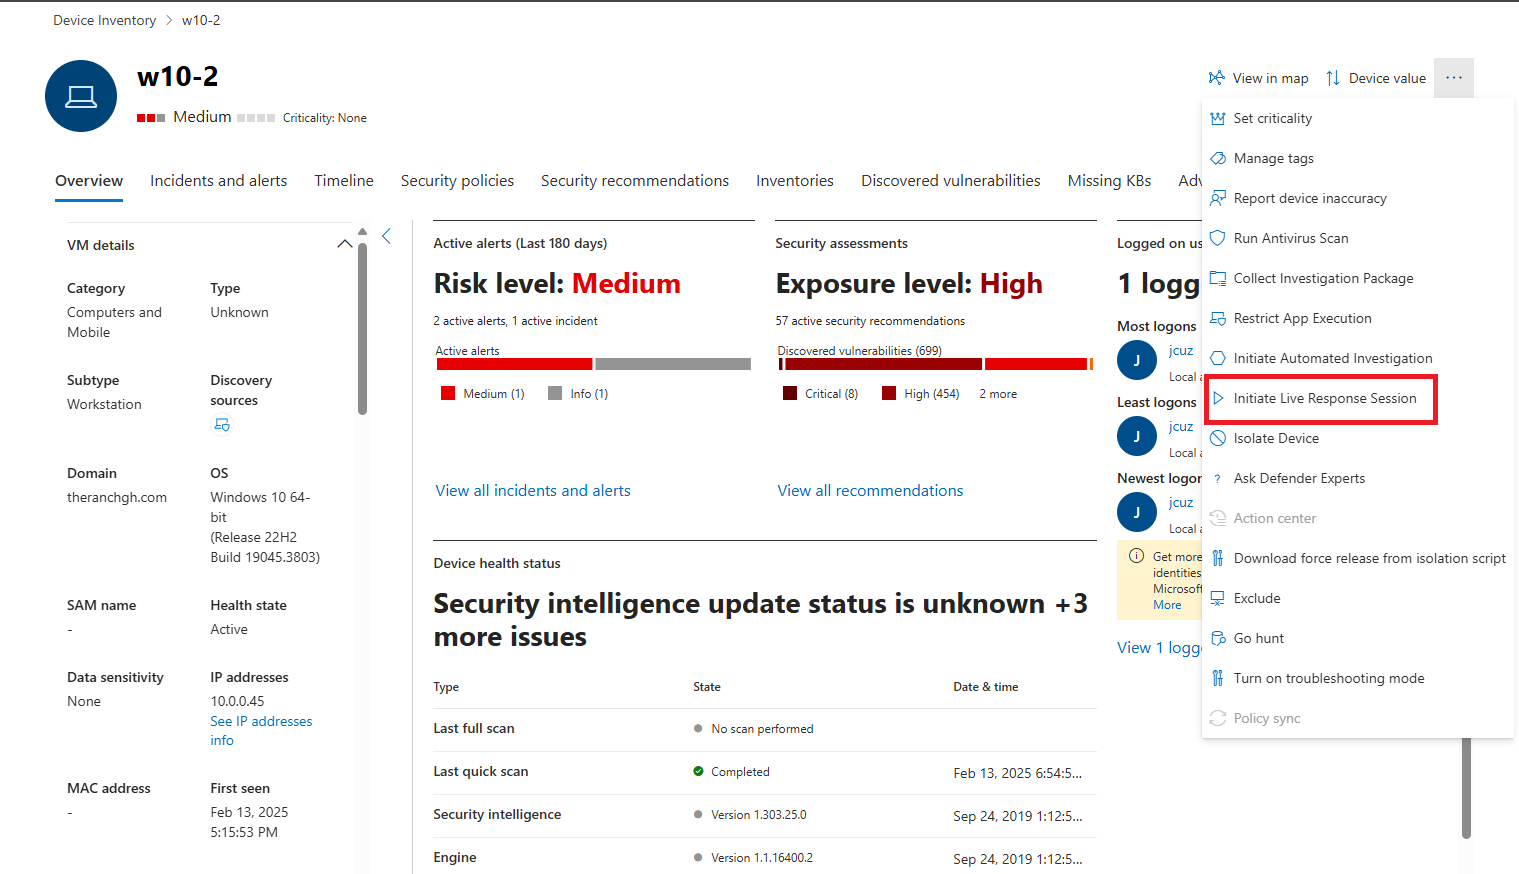 Device Inventory > w10-2
w10-2
Medium Criticality: None
View in map Device value ...
Overview Incidents and alerts Timeline Security policies Security recommendations Inventories Discovered vulnerabilities Missing KBs
VM details
Category
Computers and
Mobile
Type
Unknown
Subtype
Workstation
Discovery
sources
Domain
theranchgh.com
OS
Windows 10 64-
bit
(Release 22H2
Build 19045.3803)
SAM name
-
Health state
Active
Data sensitivity
None
IP addresses
10.0.0.45
See IP addresses
info
MAC address
-
First seen
Feb 13, 2025
5:15:53 PM
Active alerts (Last 180 days)
Risk level: Medium
2 active alerts, 1 active incident
Active alerts
Medium (1) Info (1)
View all incidents and alerts
Security assessments
Exposure level: High
57 active security recommendations
Discovered vulnerabilities (699)
Critical (8) High (454) 2 more
View all recommendations
Device health status
Security intelligence update status is unknown +3
more issues
Type State Date & time
Last full scan No scan performed
Last quick scan Completed Feb 13, 2025 6:54:5...
Security intelligence Version 1.303.25.0 Sep 24, 2019 1:12:5...
Engine Version 1.1.16400.2 Sep 24, 2019 1:12:5...
Logged on us
1 logg
Most logons
J jcuz
Local a
Least logons
J jcuz
Local a
Newest logon
J jcuz
Local a
Get more
identities
Microsoft
More
View 1 logg
Set criticality
Manage tags
Report device inaccuracy
Run Antivirus Scan
Collect Investigation Package
Restrict App Execution
Initiate Automated Investigation
Initiate Live Response Session
Isolate Device
? Ask Defender Experts
Action center
Download force release from isolation script
Exclude
Go hunt
Turn on troubleshooting mode
Policy sync